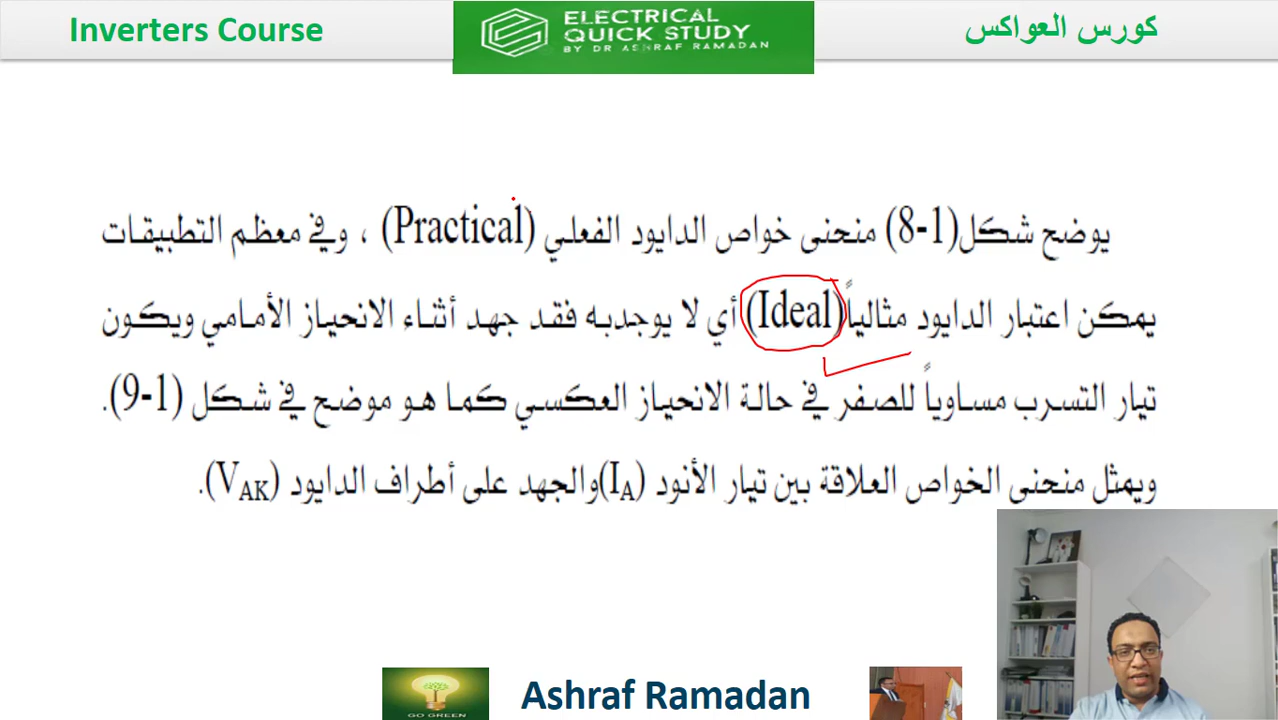 Inverters Course
ELECTRICAL
QUICK STUDY
BY DR ASHRAF RAMADAN
كورس العواكس
يوضح شكل(1-8) منحنى خواص الدايود الفعلي (Practical) ، وفي معظم التطبيقات
يمكن اعتبار الدايود مثالياً (Ideal) أي لا يوجدبه فقد جهد أثناء الانحياز الأمامي ويكون
تيار التسرب مساوياً للصفر في حالة الانحياز العكسي كما هو موضح في شكل (1-9).
ويمثل منحنى الخواص العلاقة بين تيار الأنود (IA)والجهد على أطراف الدايود (VAK).
GO GREEN
Ashraf Ramadan